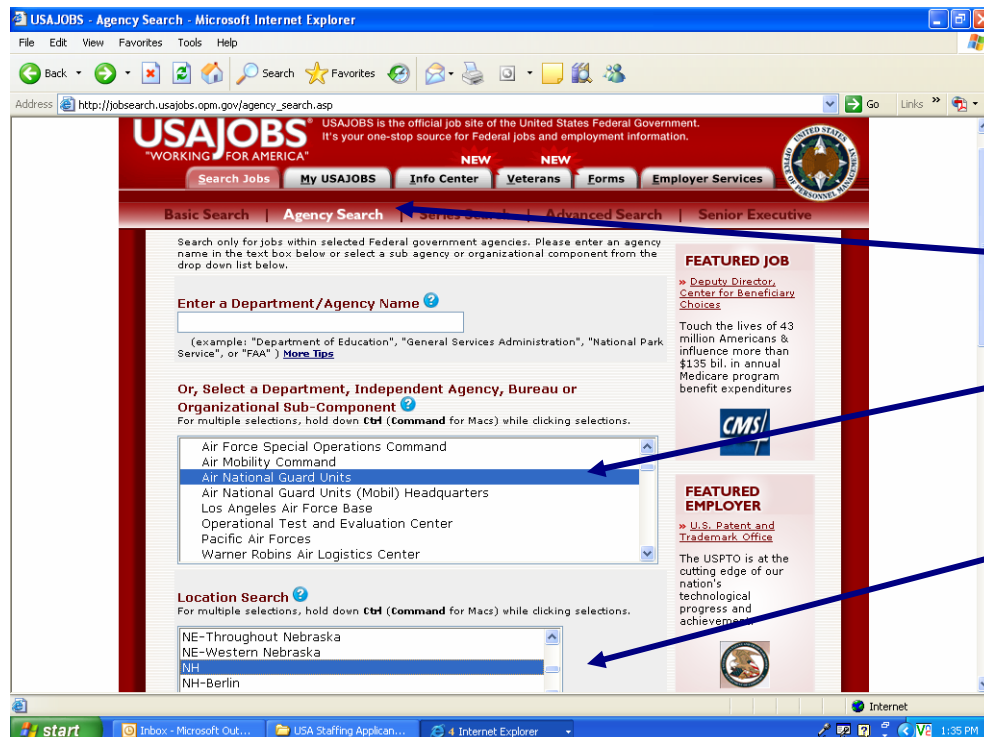 USAJOBS - Agency Search - Microsoft Internet Explorer
File Edit View Favorites Tools Help
Back Search Favorites
Address http://jobsearch.usajobs.opm.gov/agency_search.asp Go Links »
USAJOBS®
"WORKING FOR AMERICA"
USAJOBS is the official job site of the United States Federal Government.
It's your one-stop source for Federal jobs and employment information.
NEW NEW
Search Jobs My USAJOBS Info Center Veterans Forms Employer Services
UNITED STATES OFFICE OF PERSONNEL MANAGEMENT
Basic Search | Agency Search | Series Search | Advanced Search | Senior Executive
Search only for jobs within selected Federal government agencies. Please enter an agency
name in the text box below or select a sub agency or organizational component from the
drop down list below.
Enter a Department/Agency Name ?
(example: "Department of Education", "General Services Administration", "National Park
Service", or "FAA" ) More Tips
Or, Select a Department, Independent Agency, Bureau or
Organizational Sub-Component ?
For multiple selections, hold down Ctrl (Command for Macs) while clicking selections.
Air Force Special Operations Command
Air Mobility Command
Air National Guard Units
Air National Guard Units (Mobil) Headquarters
Los Angeles Air Force Base
Operational Test and Evaluation Center
Pacific Air Forces
Warner Robins Air Logistics Center
Location Search ?
For multiple selections, hold down Ctrl (Command for Macs) while clicking selections.
NE-Throughout Nebraska
NE-Western Nebraska
NH
NH-Berlin
FEATURED JOB
» Deputy Director,
Center for Beneficiary
Choices
Touch the lives of 43
million Americans &
influence more than
$135 bil. in annual
Medicare program
benefit expenditures
CMS
FEATURED
EMPLOYER
» U.S. Patent and
Trademark Office
The USPTO is at the
cutting edge of our
nation's
technological
progress and
achievement.
Internet
start Inbox - Microsoft Out... USA Staffing Applican... 4 Internet Explorer 1:35 PM